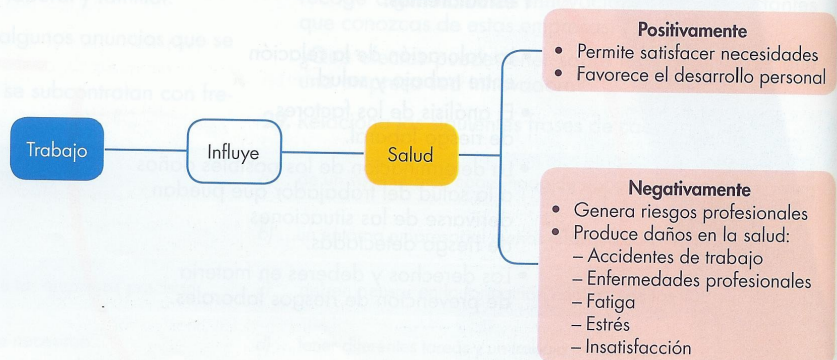 Trabajo
Influye
Salud
Positivamente
• Permite satisfacer necesidades
• Favorece el desarrollo personal
Negativamente
• Genera riesgos profesionales
• Produce daños en la salud:
– Accidentes de trabajo
– Enfermedades profesionales
– Fatiga
– Estrés
– Insatisfacción